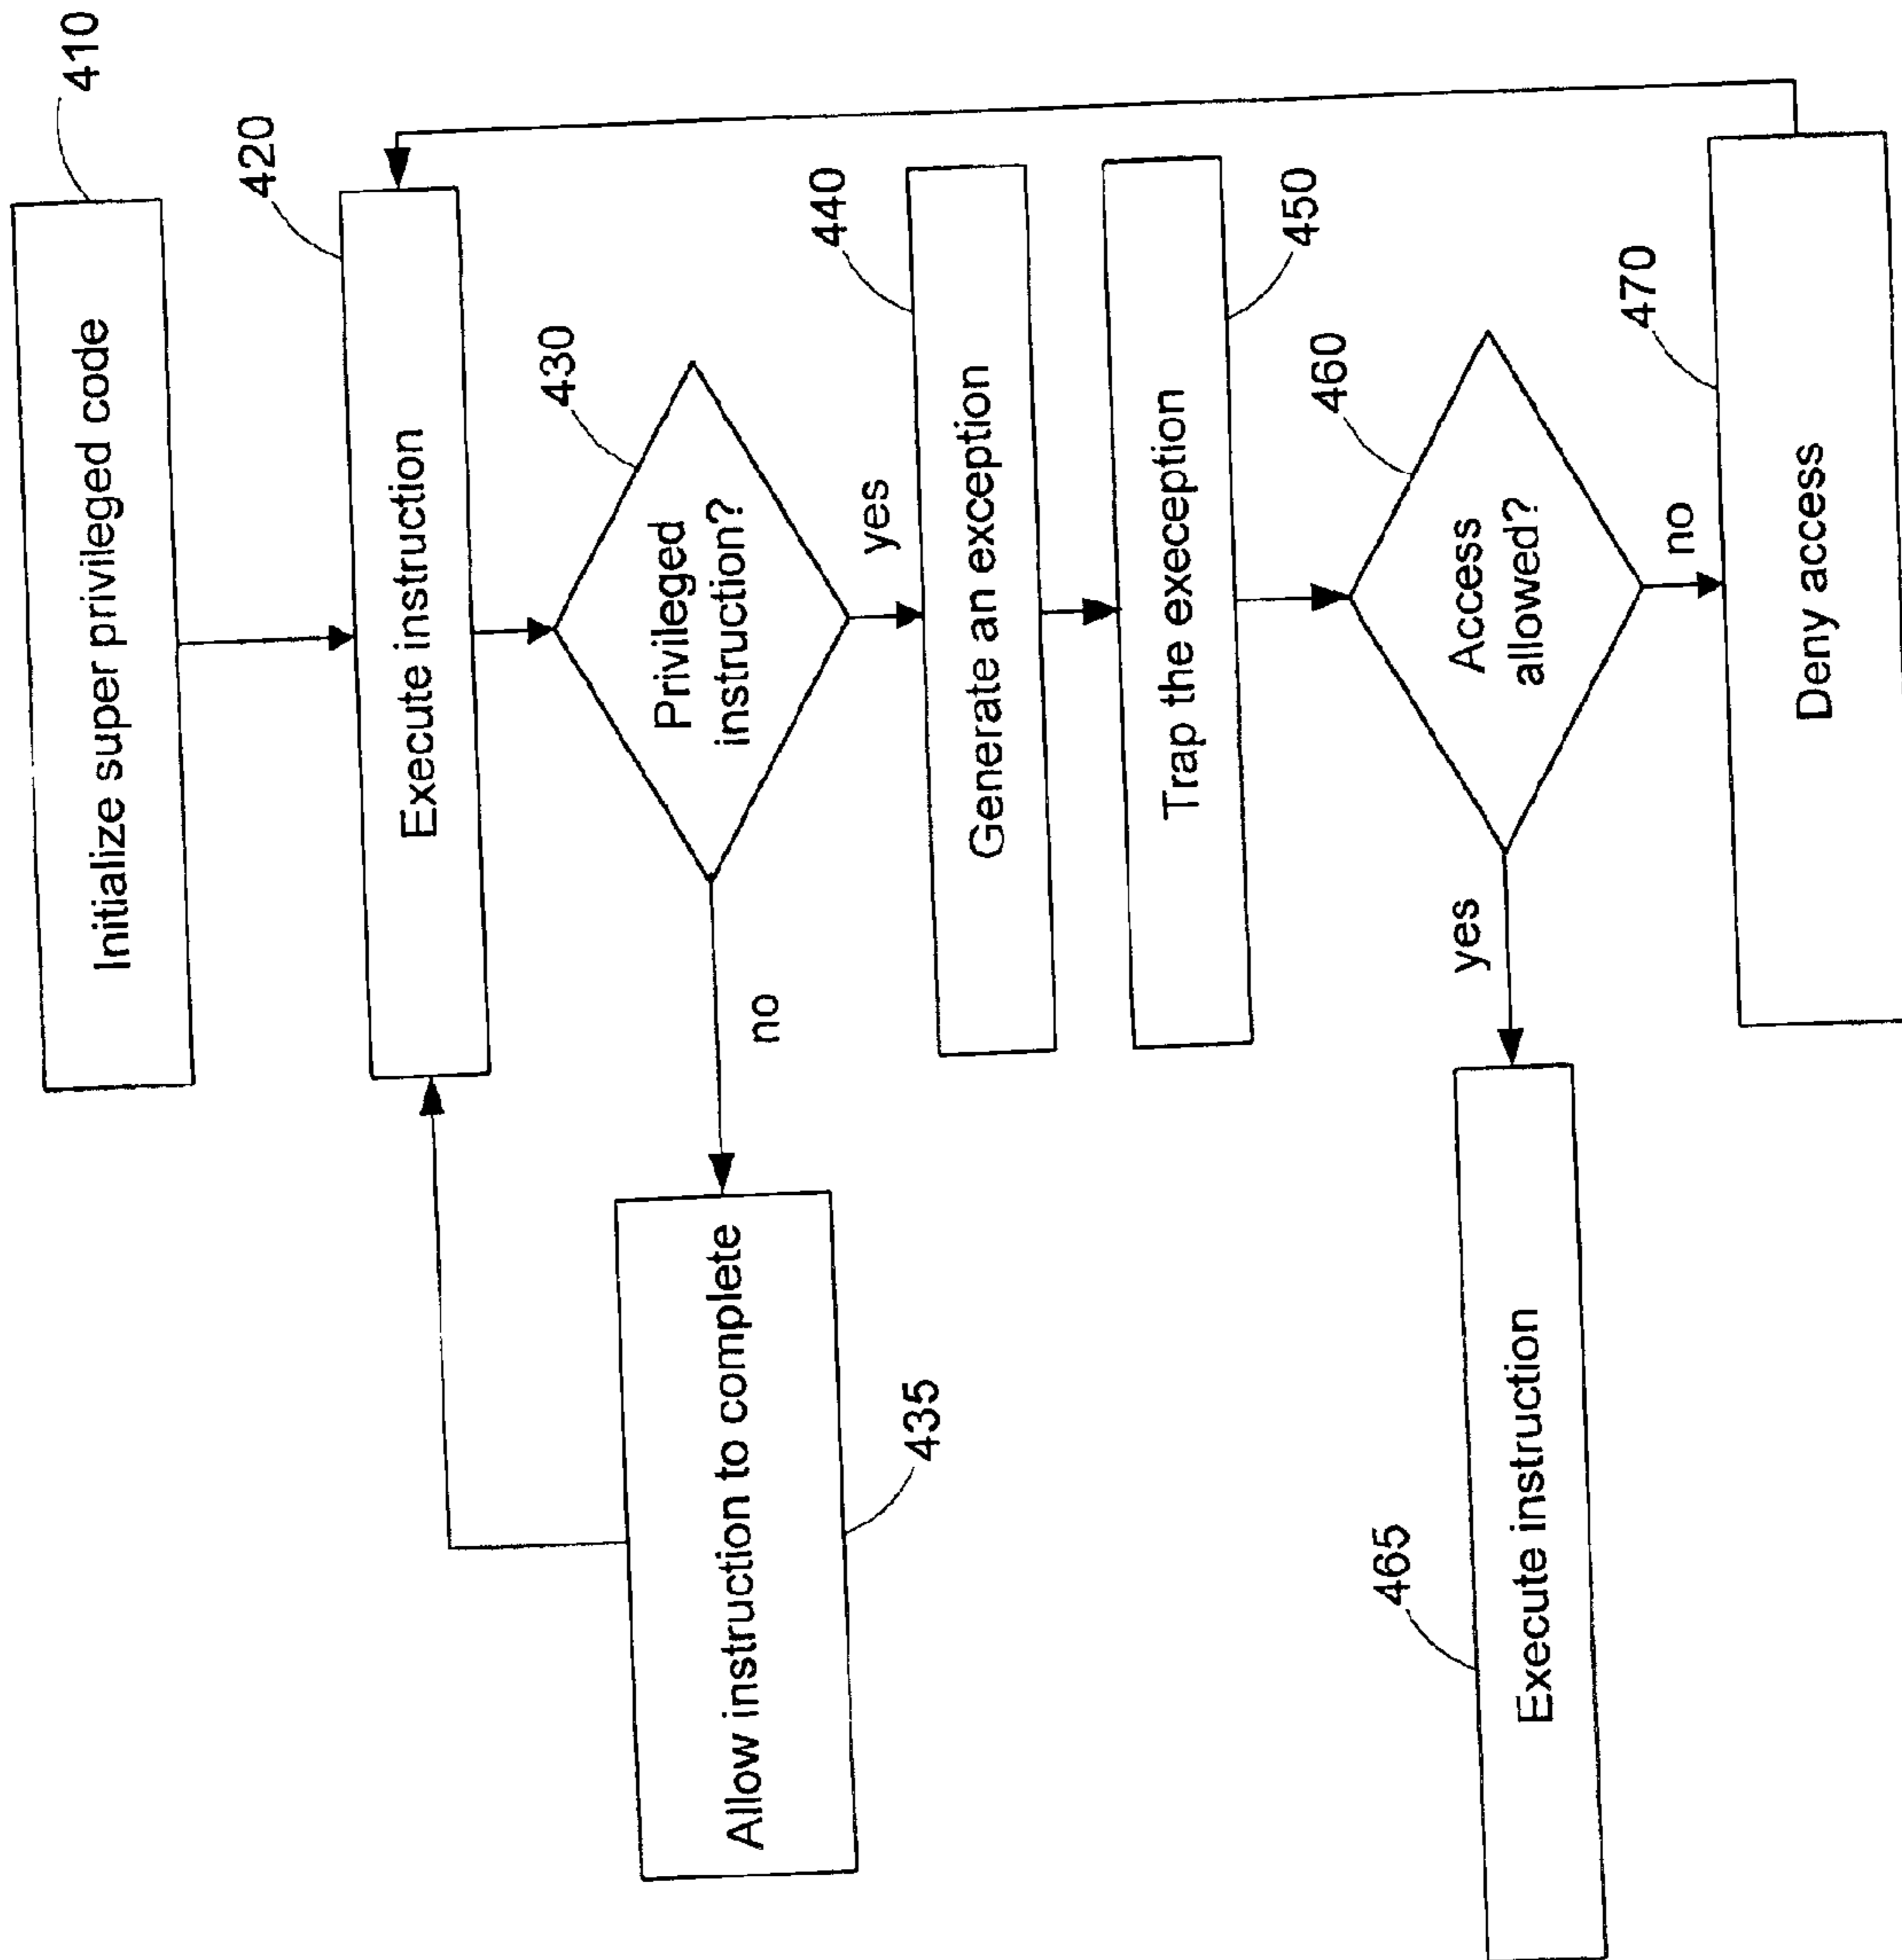 Initialize super privileged code
410
Execute instruction
420
Privileged
instruction?
430
no
yes
Allow instruction to complete
435
Generate an exception
440
Trap the exeception
450
Access
allowed?
460
yes
no
Execute instruction
465
Deny access
470